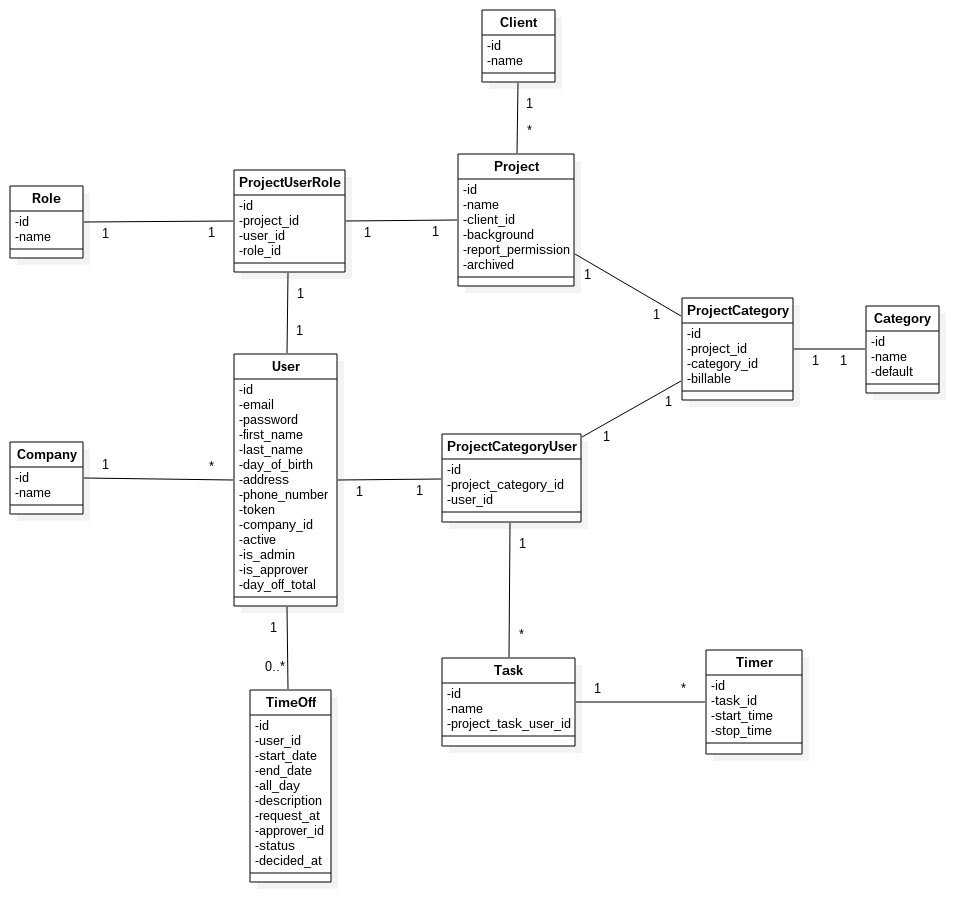 Client
-id
-name
1
*
Project
-id
-name
-client_id
-background
-report_permission
-archived
ProjectUserRole
-id
-project_id
-user_id
-role_id
Role
-id
-name
1
1
1
1
1
1
ProjectCategory
-id
-project_id
-category_id
-billable
Category
-id
-name
-default
1
1
1
1
User
-id
-email
-password
-first_name
-last_name
-day_of_birth
-address
-phone_number
-token
-company_id
-active
-is_admin
-is_approver
-day_off_total
1
1
ProjectCategoryUser
-id
-project_category_id
-user_id
Company
-id
-name
1
*
1
1
1
*
1
0..*
Task
-id
-name
-project_task_user_id
1
*
Timer
-id
-task_id
-start_time
-stop_time
TimeOff
-id
-user_id
-start_date
-end_date
-all_day
-description
-request_at
-approver_id
-status
-decided_at